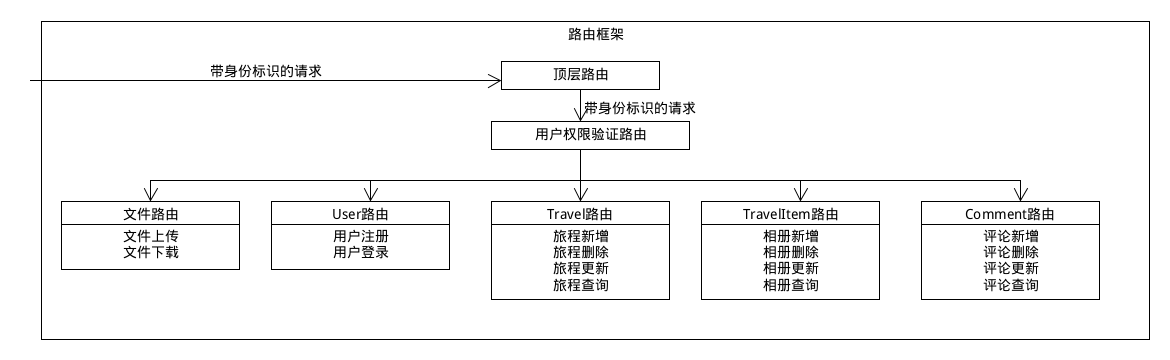 路由框架
带身份标识的请求
顶层路由
带身份标识的请求
用户权限验证路由
文件路由
文件上传
文件下载
User路由
用户注册
用户登录
Travel路由
旅程新增
旅程删除
旅程更新
旅程查询
TravelItem路由
相册新增
相册删除
相册更新
相册查询
Comment路由
评论新增
评论删除
评论更新
评论查询